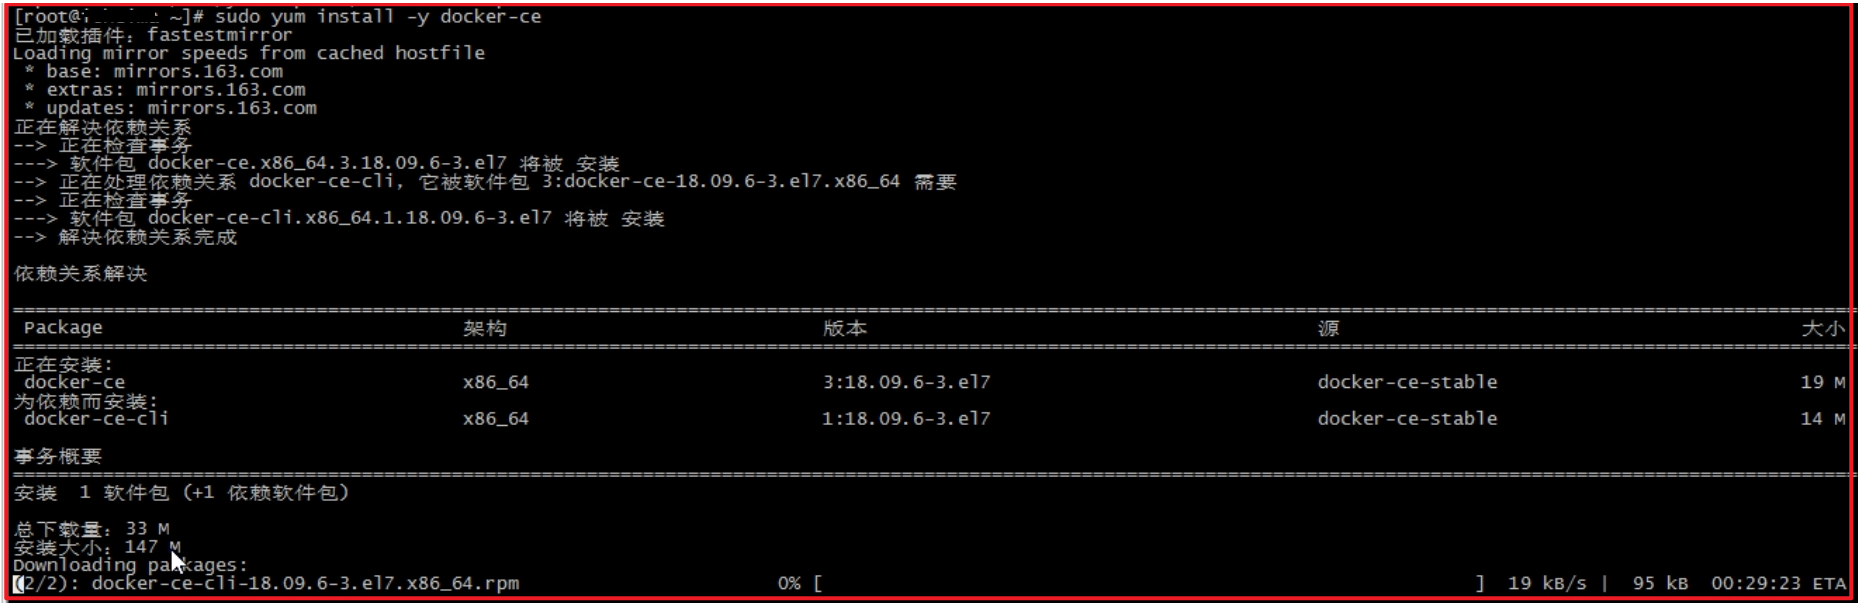 [root@ ~]# sudo yum install -y docker-ce
已加载插件：fastestmirror
Loading mirror speeds from cached hostfile
 * base: mirrors.163.com
 * extras: mirrors.163.com
 * updates: mirrors.163.com
正在解决依赖关系
--> 正在检查事务
---> 软件包 docker-ce.x86_64.3.18.09.6-3.el7 将被 安装
--> 正在处理依赖关系 docker-ce-cli，它被软件包 3:docker-ce-18.09.6-3.el7.x86_64 需要
--> 正在检查事务
---> 软件包 docker-ce-cli.x86_64.1.18.09.6-3.el7 将被 安装
--> 解决依赖关系完成
依赖关系解决
Package 架构 版本 源 大小
正在安装:
docker-ce x86_64 3:18.09.6-3.el7 docker-ce-stable 19 M
为依赖而安装:
docker-ce-cli x86_64 1:18.09.6-3.el7 docker-ce-stable 14 M
事务概要
安装  1 软件包 (+1 依赖软件包)
总下载量：33 M
安装大小：147 M
Downloading packages:
(2/2): docker-ce-cli-18.09.6-3.el7.x86_64.rpm 0% [ ] 19 kB/s | 95 kB 00:29:23 ETA